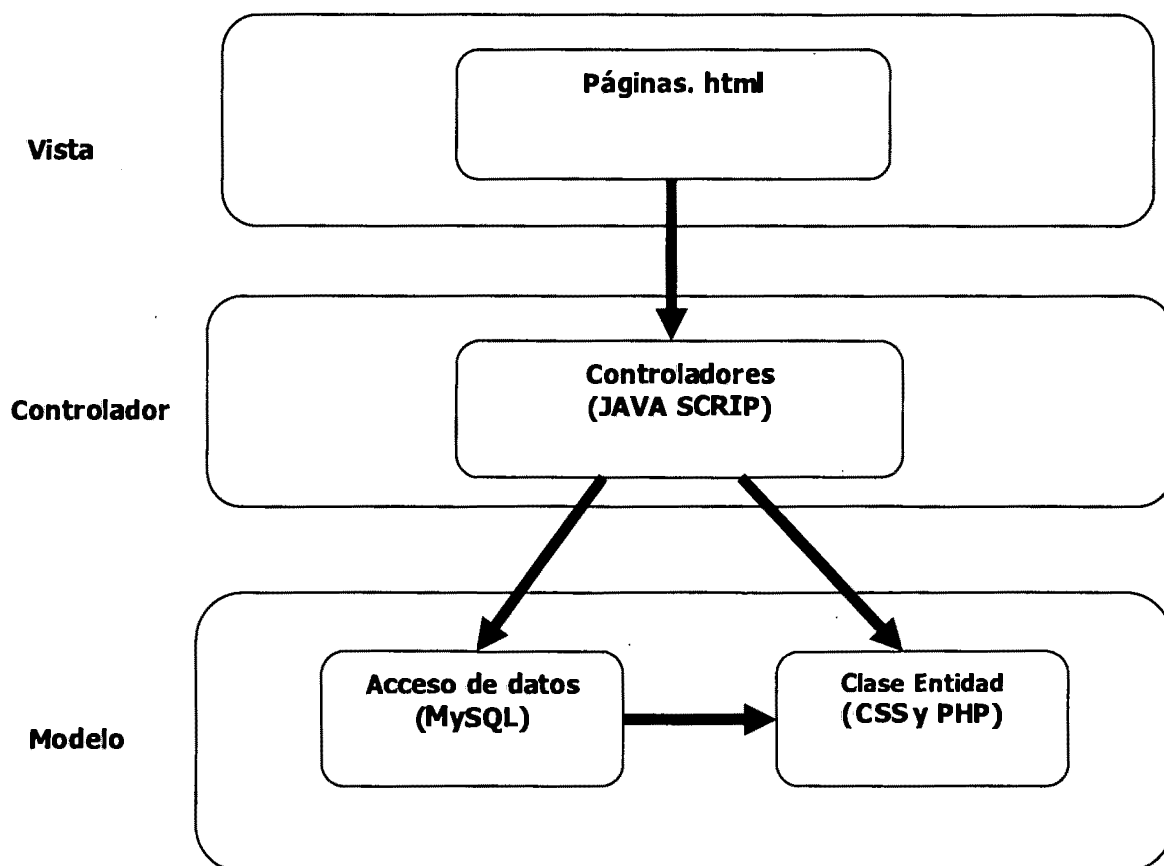 Páginas. html
Vista
Controladores
(JAVA SCRIP)
Controlador
Acceso de datos
(MySQL)
Clase Entidad
(CSS y PHP)
Modelo